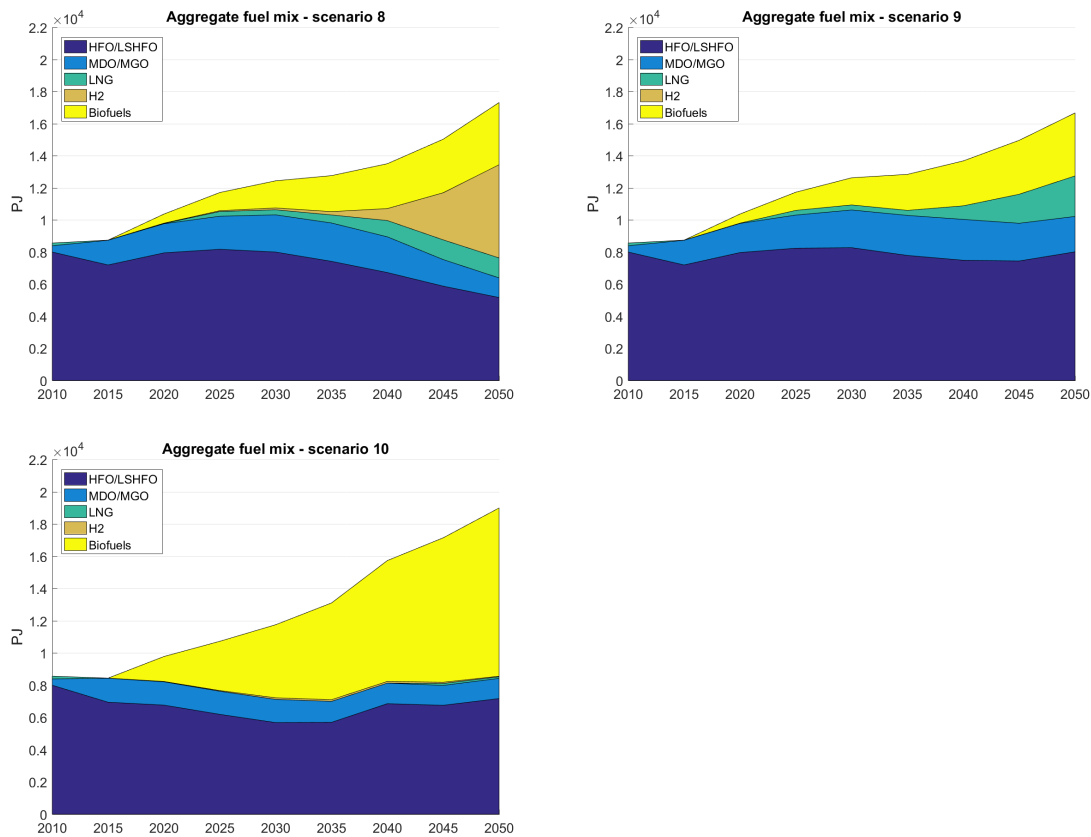 Aggregate fuel mix - scenario 8
×10^4
2.2
2
1.8
1.6
1.4
1.2
1
0.8
0.6
0.4
0.2
0
PJ
HFO/LSHFO
MDO/MGO
LNG
H2
Biofuels
2010 2015 2020 2025 2030 2035 2040 2045 2050
Aggregate fuel mix - scenario 9
×10^4
2.2
2
1.8
1.6
1.4
1.2
1
0.8
0.6
0.4
0.2
0
PJ
HFO/LSHFO
MDO/MGO
LNG
H2
Biofuels
2010 2015 2020 2025 2030 2035 2040 2045 2050
Aggregate fuel mix - scenario 10
×10^4
2.2
2
1.8
1.6
1.4
1.2
1
0.8
0.6
0.4
0.2
0
PJ
HFO/LSHFO
MDO/MGO
LNG
H2
Biofuels
2010 2015 2020 2025 2030 2035 2040 2045 2050